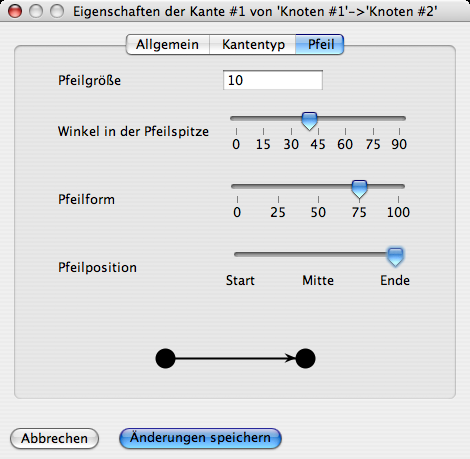 Eigenschaften der Kante #1 von 'Knoten #1'->'Knoten #2'
Allgemein Kantentyp Pfeil
Pfeilgröße 10
Winkel in der Pfeilspitze
0 15 30 45 60 75 90
Pfeilform
0 25 50 75 100
Pfeilposition
Start Mitte Ende
Abbrechen Änderungen speichern